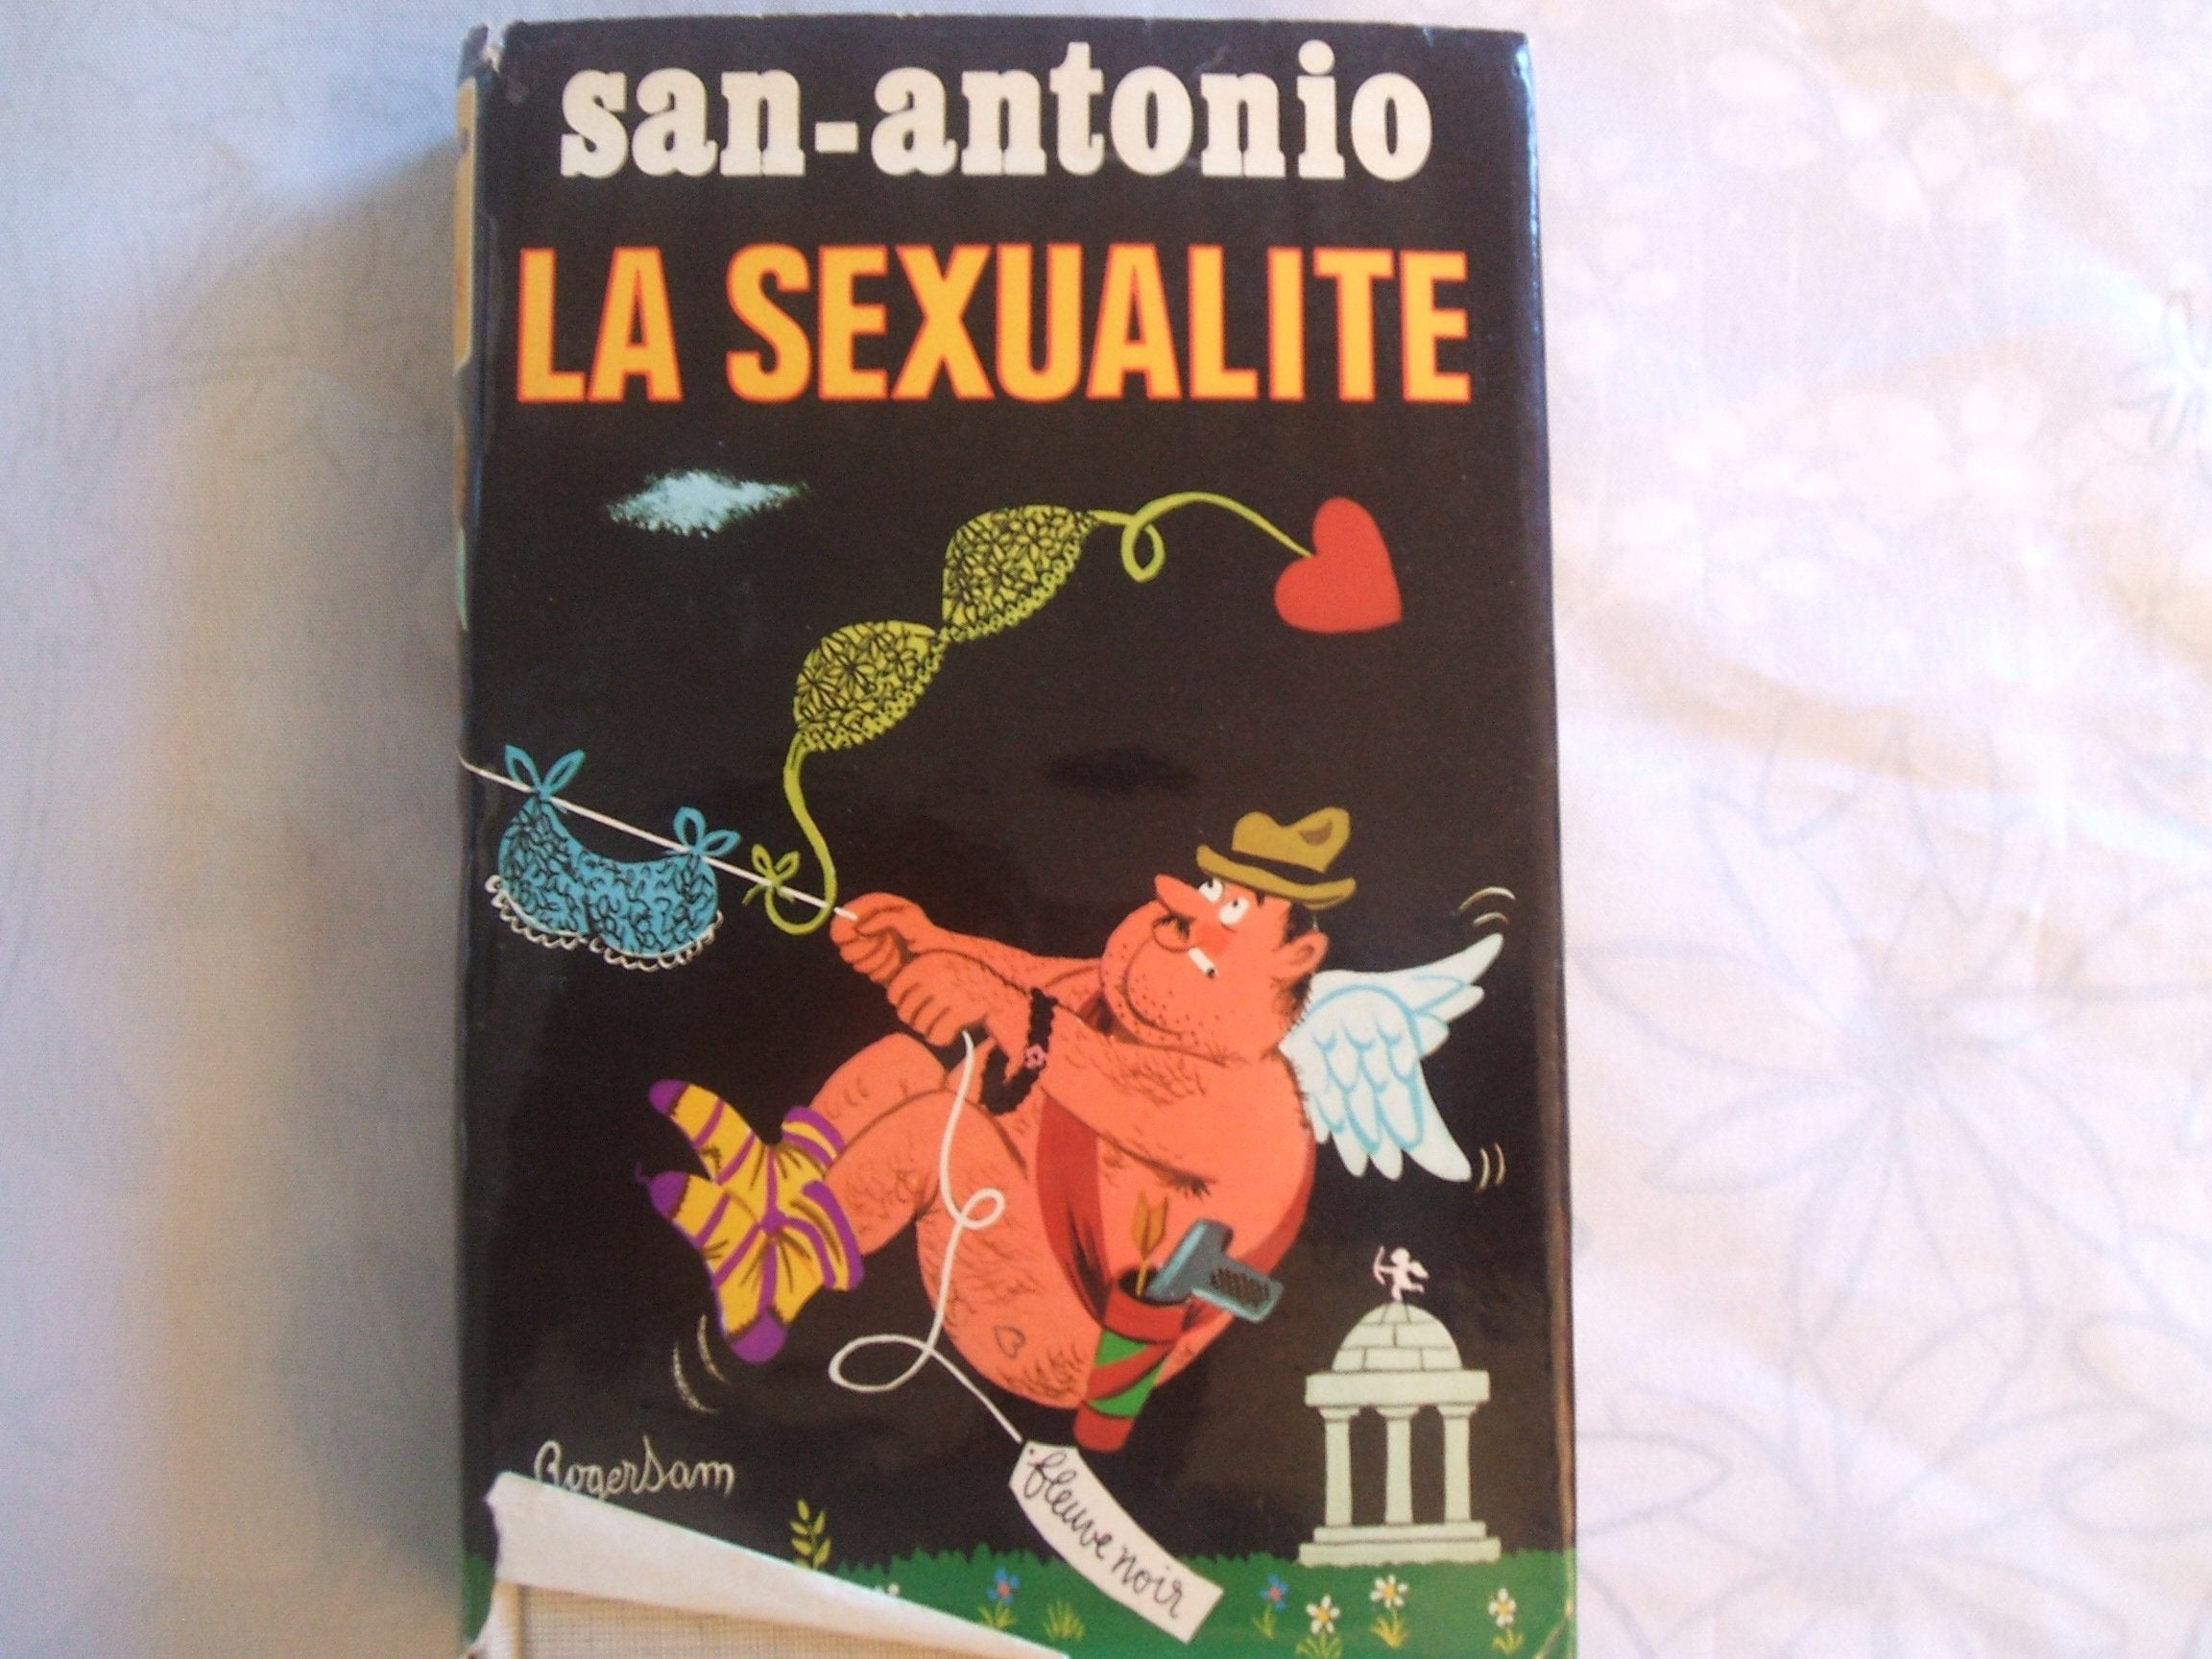 san-antonio
LA SEXUALITE
RogerSam
fleuve noir